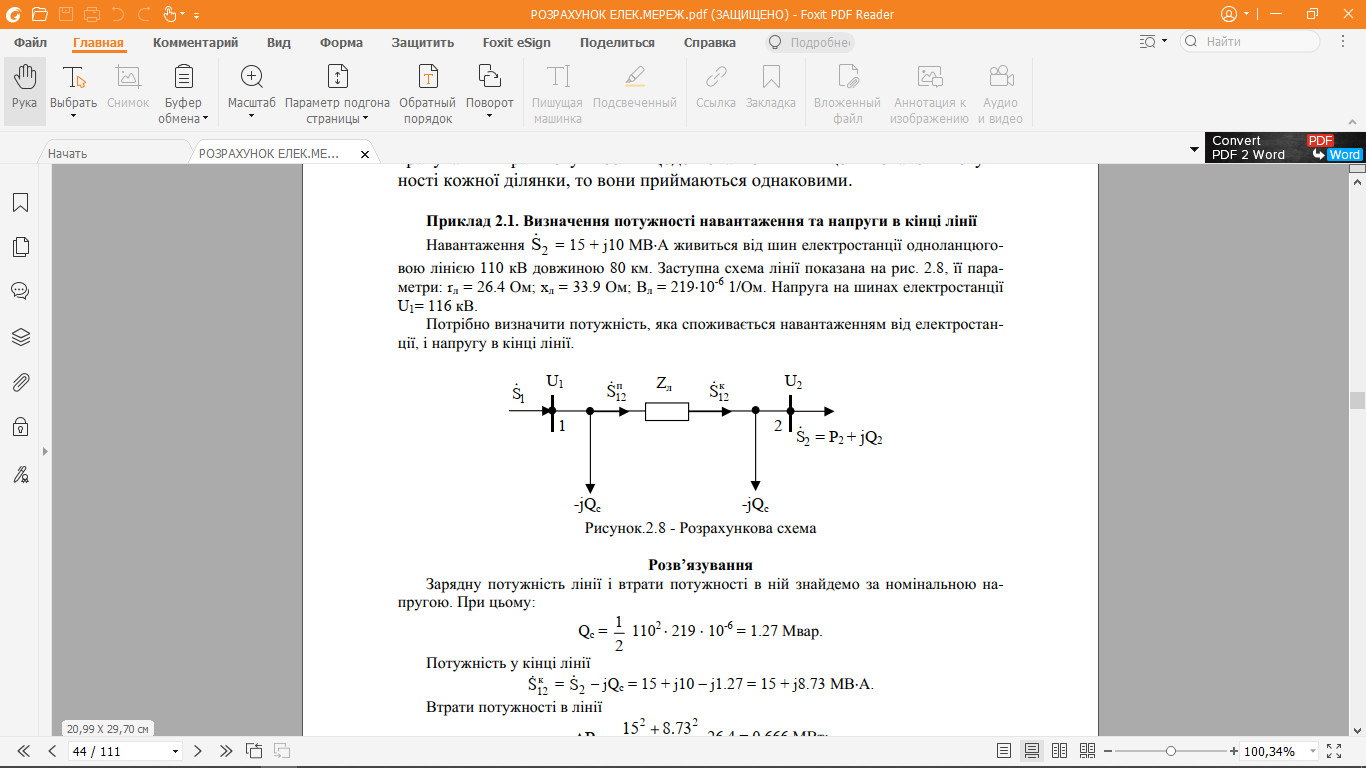 РОЗРАХУНОК ЕЛЕК.МЕРЕЖ.pdf (ЗАЩИЩЕНО) - Foxit PDF Reader
Файл Главная Комментарий Вид Форма Защитить Foxit eSign Поделиться Справка Подробнее Найти
Рука Выбрать Снимок Буфер обмена Масштаб Параметр подгона страницы Обратный порядок Поворот Пишущая машинка Подсвеченный Ссылка Закладка Вложенный файл Аннотация к изображению Аудио и видео
Начать РОЗРАХУНОК ЕЛЕК.МЕ... Convert PDF 2 Word PDF Word
ності кожної ділянки, то вони приймаються однаковими.
Приклад 2.1. Визначення потужності навантаження та напруги в кінці лінії
Навантаження Ṡ2 = 15 + j10 МВ·А живиться від шин електростанції одноланцюго-
вою лінією 110 кВ довжиною 80 км. Заступна схема лінії показана на рис. 2.8, її пара-
метри: rл = 26.4 Ом; xл = 33.9 Ом; Вл = 219·10-6 1/Ом. Напруга на шинах електростанції
U1= 116 кВ.
Потрібно визначити потужність, яка споживається навантаженням від електростан-
ції, і напругу в кінці лінії.
Ṡ1 U1 Ṡ12п Zл Ṡ12к U2
1 2 Ṡ2 = P2 + jQ2
-jQc -jQc
Рисунок.2.8 - Розрахункова схема
Розв’язування
Зарядну потужність лінії і втрати потужності в ній знайдемо за номінальною на-
пругою. При цьому:
Qc = 1/2 110² · 219 · 10-6 = 1.27 Мвар.
Потужність у кінці лінії
Ṡ12к = Ṡ2 – jQc = 15 + j10 – j1.27 = 15 + j8.73 МВ·А.
Втрати потужності в лінії
15² + 8.73²
20,99 X 29,70 см
44 / 111 100,34%